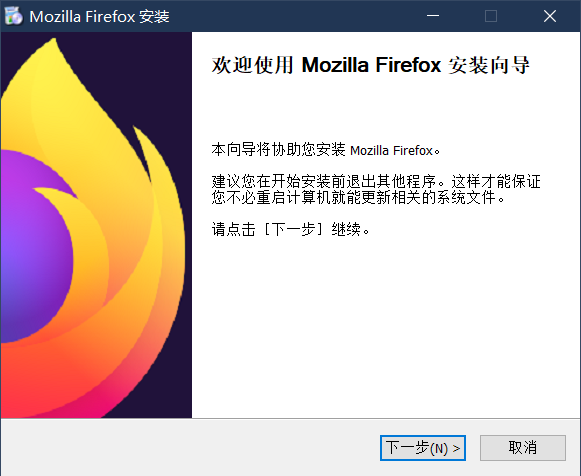 Mozilla Firefox 安装
欢迎使用 Mozilla Firefox 安装向导
本向导将协助您安装 Mozilla Firefox。
建议您在开始安装前退出其他程序。这样才能保证
您不必重启计算机就能更新相关的系统文件。
请点击 [下一步] 继续。
下一步(N) >
取消